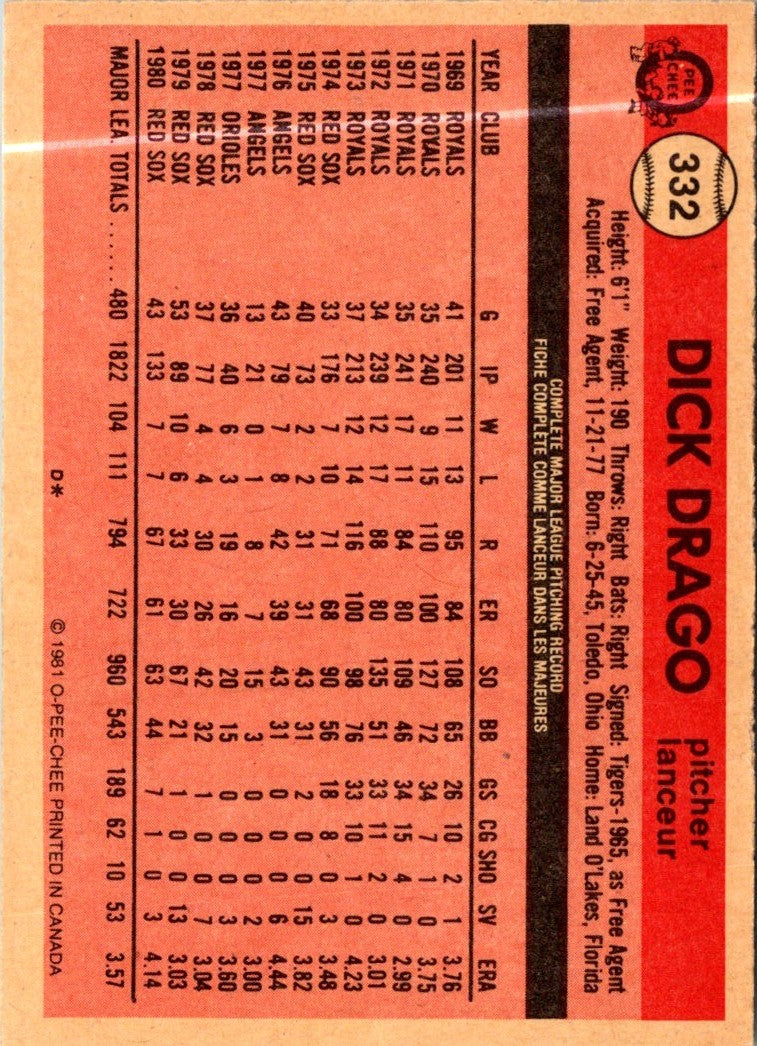 O
PEE
CHEE
332
DICK DRAGO
pitcher
lanceur
Height: 6'1" Weight: 190 Throws: Right Bats: Right Signed: Tigers-1965, as Free Agent
Acquired: Free Agent, 11-21-77 Born: 6-25-45, Toledo, Ohio Home: Land O'Lakes, Florida
COMPLETE MAJOR LEAGUE PITCHING RECORD
FICHE COMPLÈTE COMME LANCEUR DANS LES MAJEURES
YEAR CLUB G IP W L R ER SO BB GS CG SHO SV ERA
1969 ROYALS 41 201 11 13 95 84 108 65 26 10 2 1 3.76
1970 ROYALS 35 240 9 15 110 100 127 72 34 7 1 0 3.75
1971 ROYALS 35 241 17 11 84 80 109 46 34 15 4 0 2.99
1972 ROYALS 34 239 12 17 88 80 135 51 33 11 2 0 3.01
1973 ROYALS 37 213 12 14 116 100 98 76 33 10 1 0 4.23
1974 RED SOX 33 176 7 10 71 68 90 56 18 8 0 3 3.48
1975 RED SOX 40 73 2 2 31 31 43 31 2 0 0 15 3.82
1976 ANGELS 43 79 7 8 42 39 43 31 0 0 0 6 4.44
1977 ANGELS 13 21 0 1 8 7 15 3 0 0 0 2 3.00
1977 ORIOLES 36 40 6 3 19 16 20 15 0 0 0 3 3.60
1978 RED SOX 37 77 4 4 30 26 42 32 1 0 0 7 3.04
1979 RED SOX 53 89 10 6 33 30 67 21 1 0 0 13 3.03
1980 RED SOX 43 133 7 7 67 61 63 44 7 1 0 3 4.14
MAJOR LEA. TOTALS ...... 480 1822 104 111 794 722 960 543 189 62 10 53 3.57
D* © 1981 O-PEE-CHEE PRINTED IN CANADA